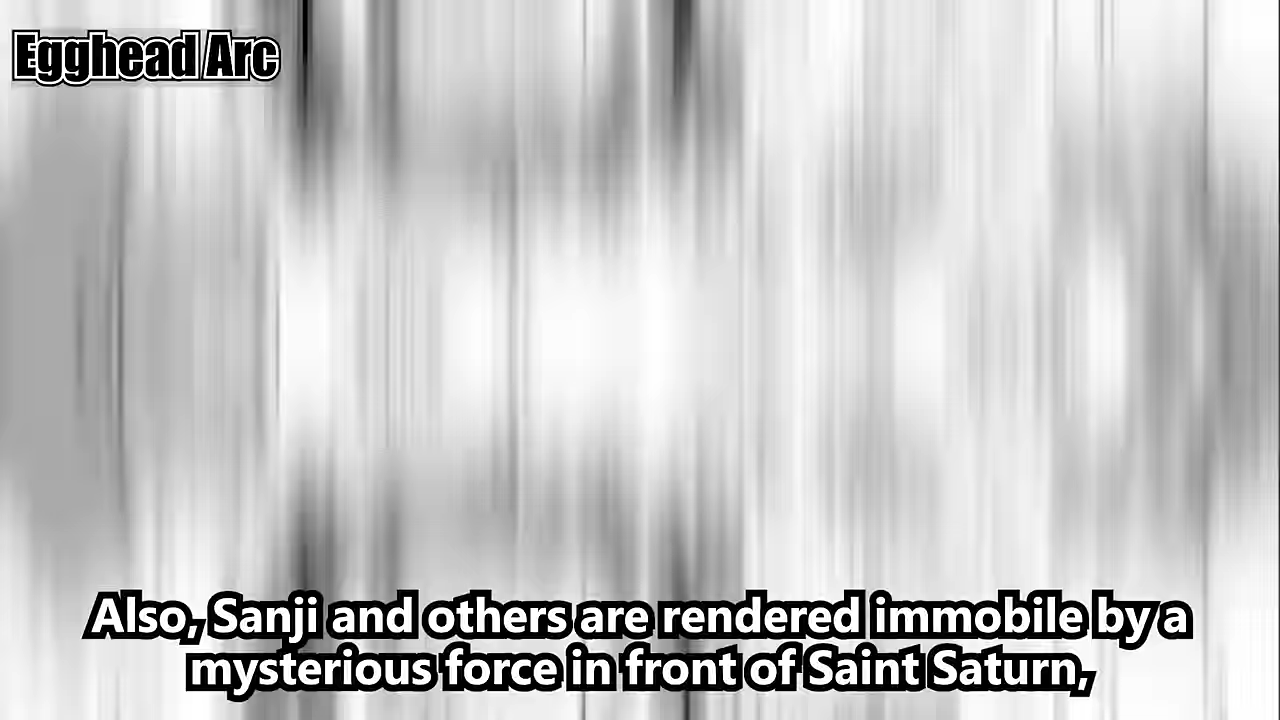 Egghead Arc
Also, Sanji and others are rendered immobile by a
mysterious force in front of Saint Saturn,